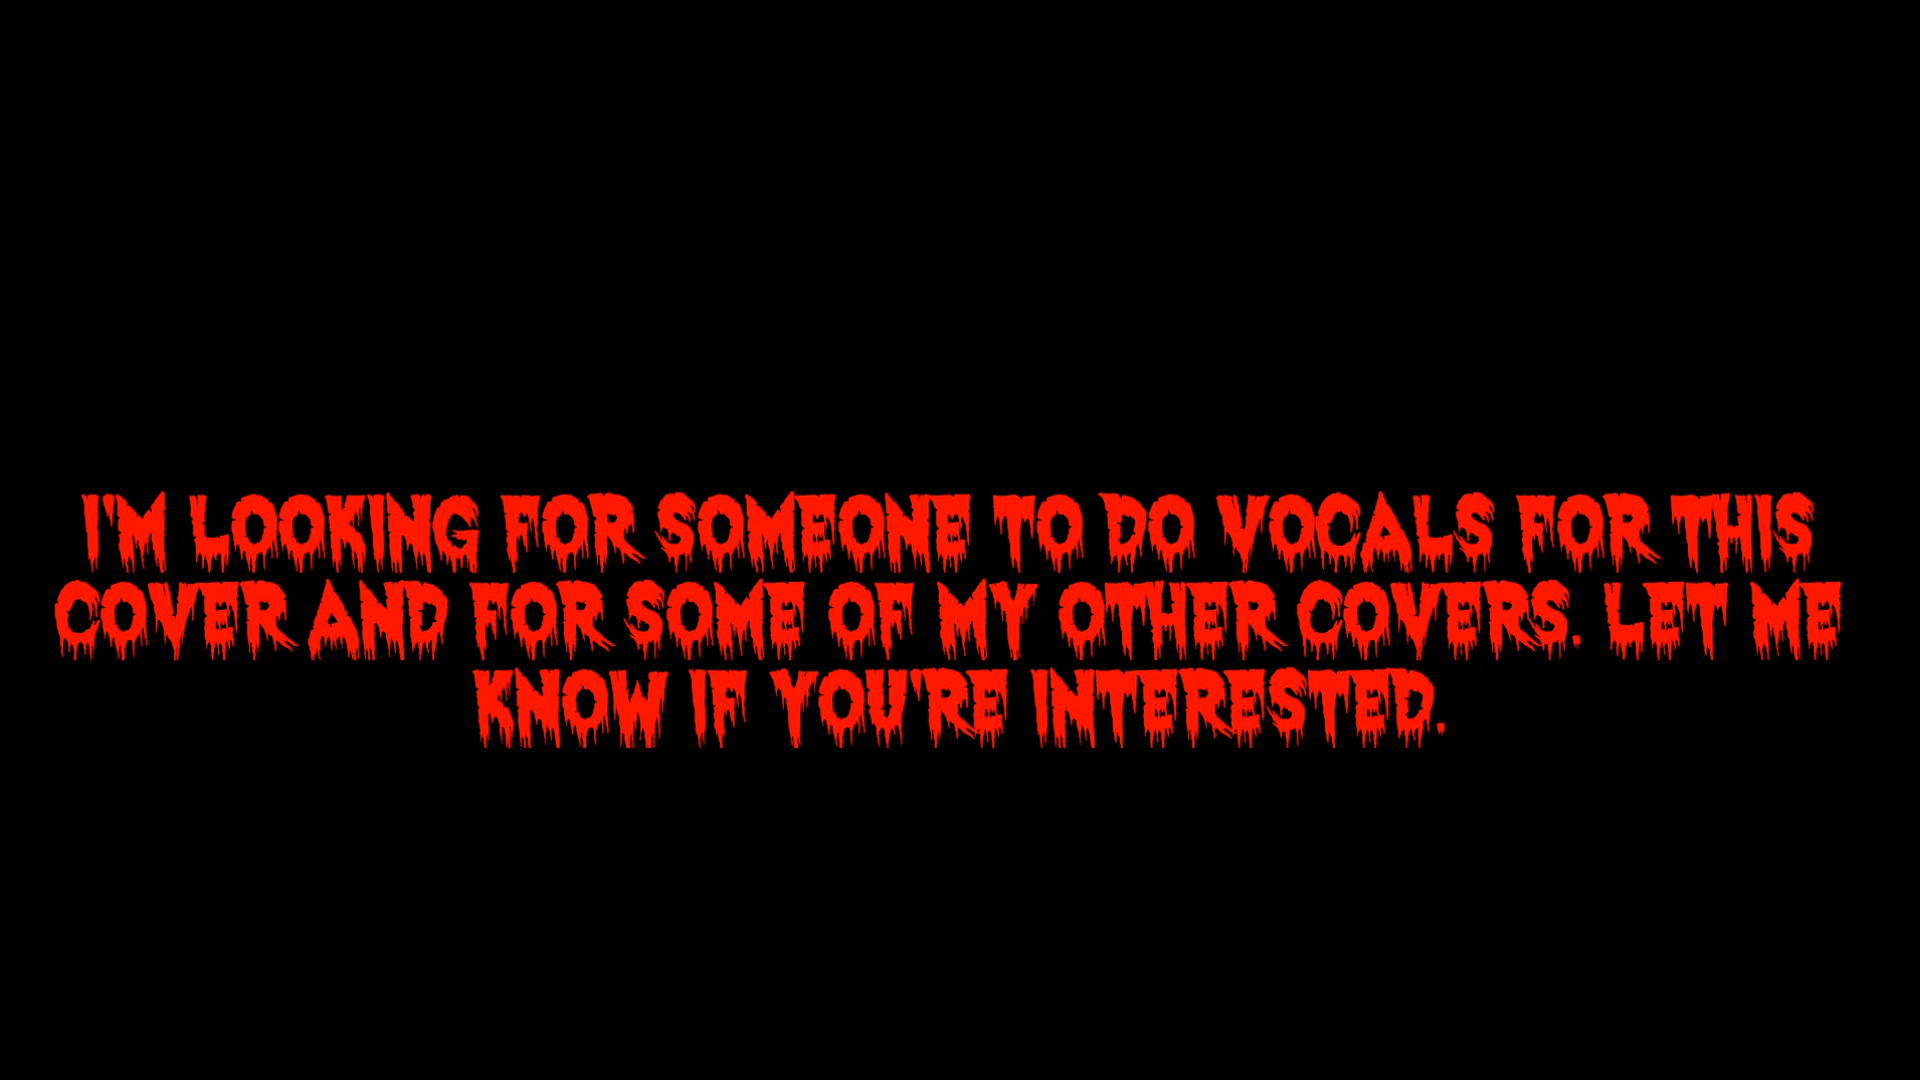 I'M LOOKING FOR SOMEONE TO DO VOCALS FOR THIS
COVER AND FOR SOME OF MY OTHER COVERS. LET ME
KNOW IF YOU'RE INTERESTED.